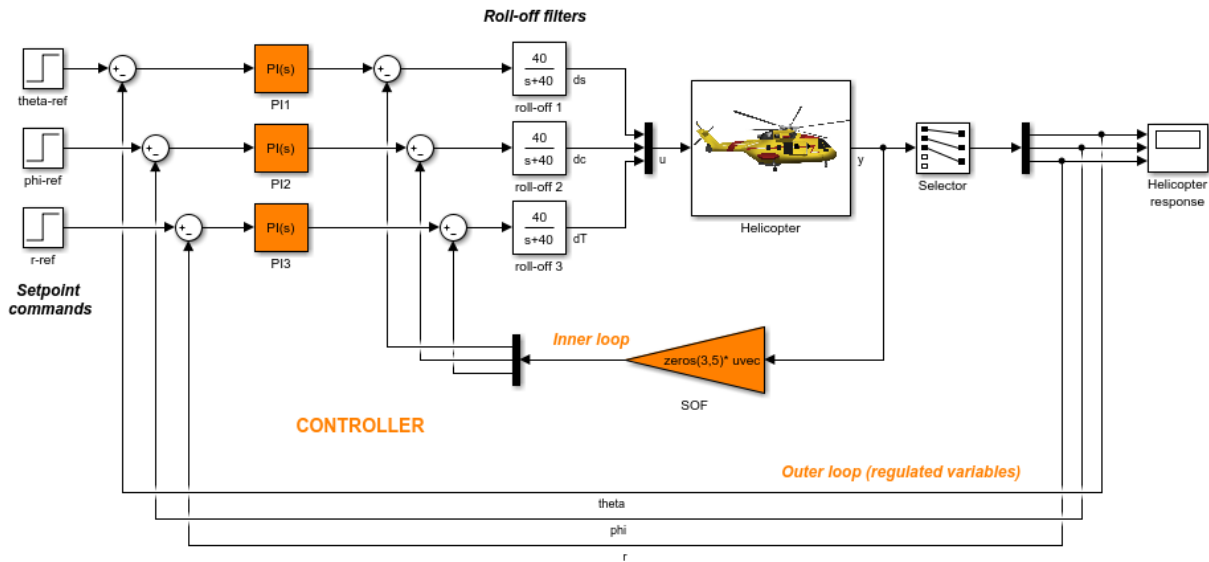 Roll-off filters
theta-ref
+
-
PI(s)
PI1
+
-
40
s+40
roll-off 1
ds
phi-ref
+
-
PI(s)
PI2
+
-
40
s+40
roll-off 2
dc
r-ref
+
-
PI(s)
PI3
+
-
40
s+40
roll-off 3
dT
u
Helicopter
y
Selector
Helicopter
response
Setpoint
commands
Inner loop
zeros(3,5)* uvec
SOF
CONTROLLER
Outer loop (regulated variables)
theta
phi
r